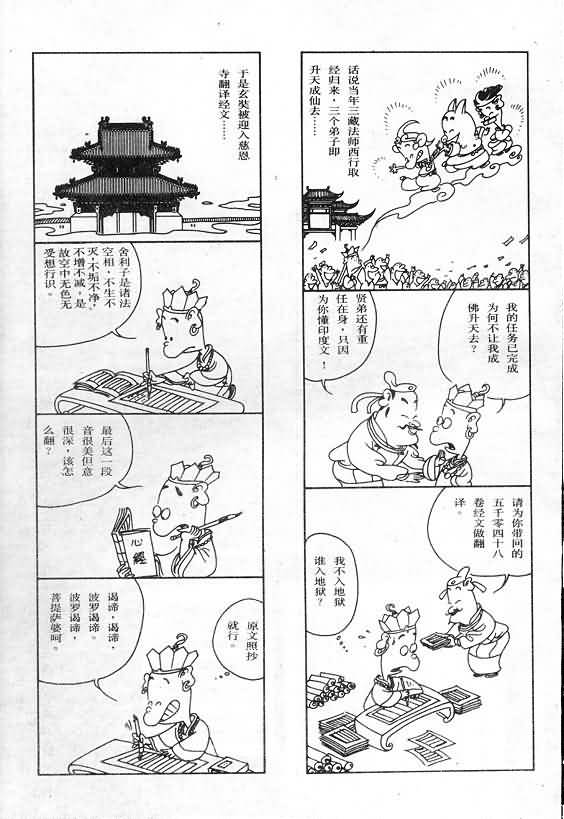 话说当年三藏法师西行取
经归来，三个弟子即
升天成仙去……
我的任务已完成
为何不让我成
佛升天去？
贤弟还有重
任在身，只因
为你懂印度文！
请为你带回的
五千零四十八
卷经文做翻
译。
我不入地狱
谁入地狱？
于是玄奘被迎入慈恩
寺翻译经文……
舍利子是诸法
空相，不生不
灭，不垢不净，
不增不减，是
故空中无色无
受想行识。
最后这一段
音很美但意
很深，该怎
么翻？
心經
揭谛，揭谛，
波罗揭谛。
波罗揭谛，
菩提萨婆呵。
原文照抄
就行。